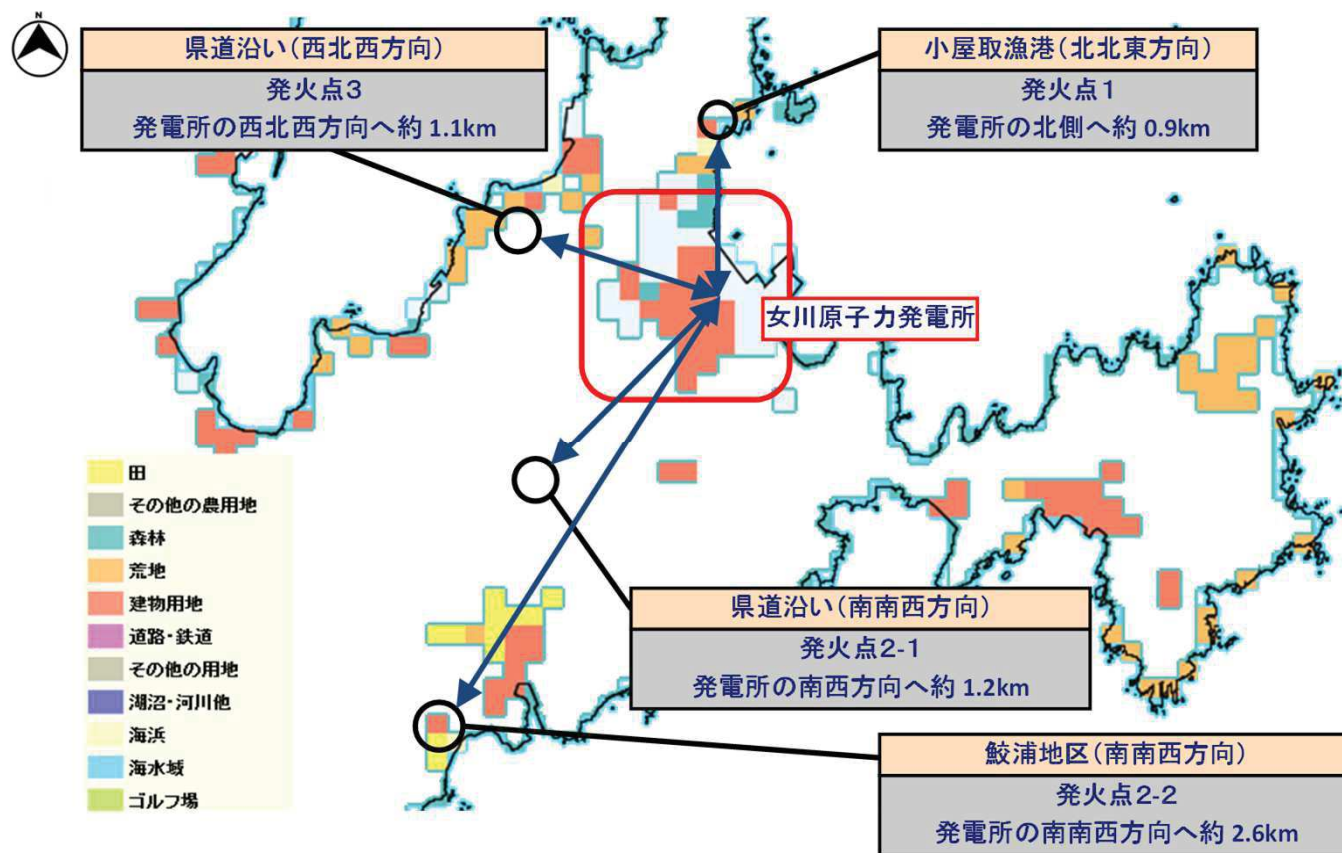 N
県道沿い(西北西方向)
発火点3
発電所の西北西方向へ約 1.1km
小屋取漁港(北北東方向)
発火点1
発電所の北側へ約 0.9km
女川原子力発電所
田
その他の農用地
森林
荒地
建物用地
道路・鉄道
その他の用地
湖沼・河川他
海浜
海水域
ゴルフ場
県道沿い(南南西方向)
発火点2-1
発電所の南西方向へ約 1.2km
鮫浦地区(南南西方向)
発火点2-2
発電所の南南西方向へ約 2.6km